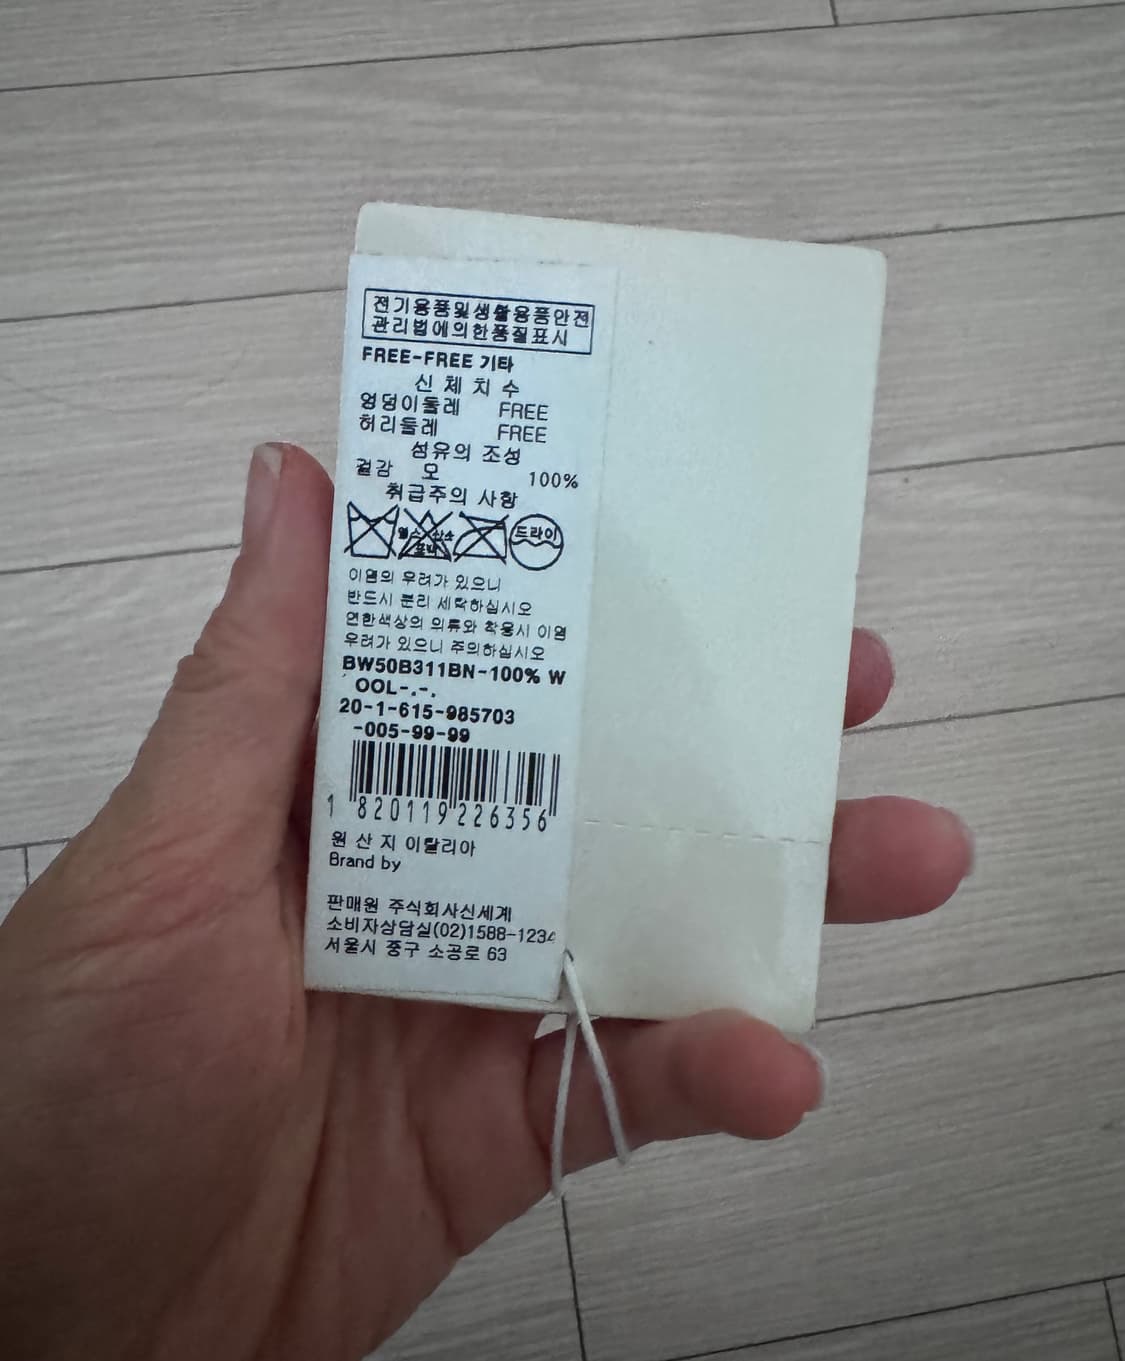 전기용품및생활용품안전
관리법에의한품질표시
FREE-FREE 기타
신 체 치 수
엉덩이둘레 FREE
허리둘레 FREE
섬유의 조성
겉감 모 100%
취급주의 사항
염소 산소
표백
드라이
이염의 우려가 있으니
반드시 분리 세탁하십시오
연한색상의 의류와 착용시 이염
우려가 있으니 주의하십시오
BW50B311BN-100% W
OOL-.-.
20-1-615-985703
-005-99-99
1 820119 226356
원 산 지 이탈리아
Brand by
판매원 주식회사신세계
소비자상담실(02)1588-1234
서울시 중구 소공로 63